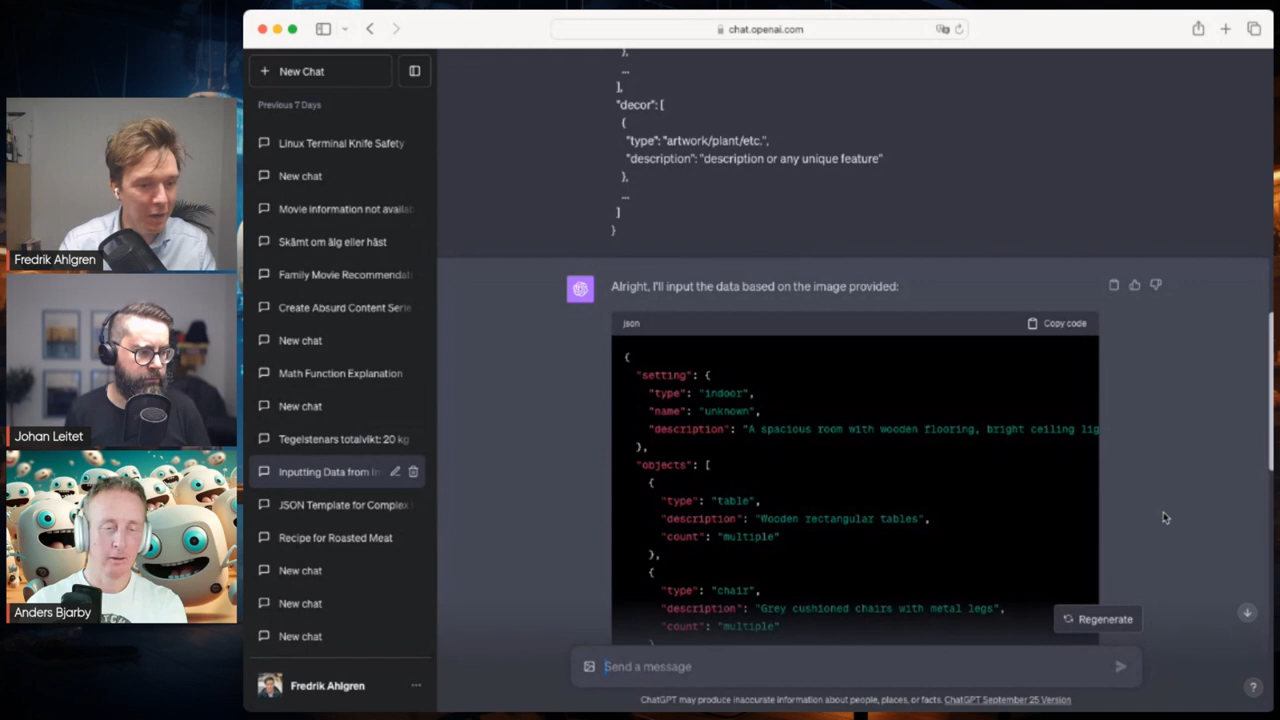 chat.openai.com
+ New Chat
Previous 7 Days
Linux Terminal Knife Safety
New chat
Movie information not availab
Skämt om älg eller häst
Family Movie Recommendati
Create Absurd Content Serie
New chat
Math Function Explanation
New chat
Tegelstenars totalvikt: 20 kg
Inputting Data from Im
JSON Template for Complex
Recipe for Roasted Meat
New chat
New chat
New chat
Fredrik Ahlgren
...
Fredrik Ahlgren
Johan Leitet
Anders Bjarby
},
...
],
"decor": [
{
"type": "artwork/plant/etc.",
"description": "description or any unique feature"
},
...
]
}
Alright, I'll input the data based on the image provided:
json
Copy code
{
"setting": {
"type": "indoor",
"name": "unknown",
"description": "A spacious room with wooden flooring, bright ceiling lig
},
"objects": [
{
"type": "table",
"description": "Wooden rectangular tables",
"count": "multiple"
},
{
"type": "chair",
"description": "Grey cushioned chairs with metal legs",
"count": "multiple"
}
Regenerate
Send a message
ChatGPT may produce inaccurate information about people, places, or facts. ChatGPT September 25 Version
?